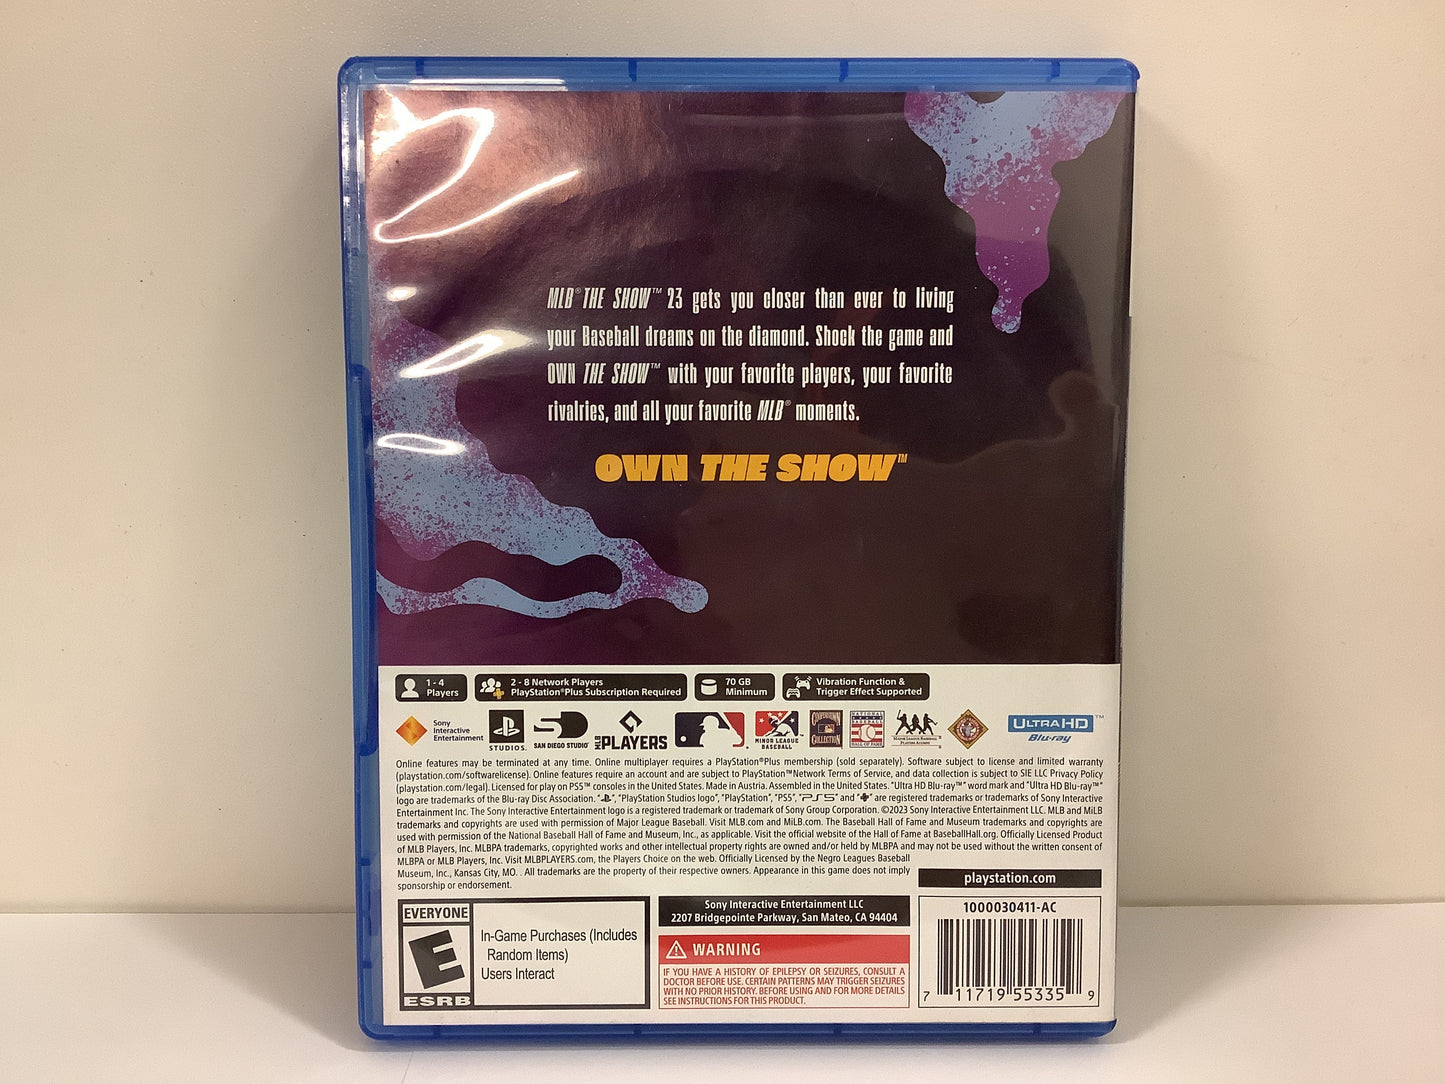 MLB® THE SHOW™ 23 gets you closer than ever to living
your Baseball dreams on the diamond. Shock the game and
OWN THE SHOW™ with your favorite players, your favorite
rivalries, and all your favorite MLB® moments.
OWN THE SHOW™
1 - 4
Players
2 - 8 Network Players
PlayStation®Plus Subscription Required
70 GB
Minimum
Vibration Function &
Trigger Effect Supported
Sony
Interactive
Entertainment
STUDIOS.
SAN DIEGO STUDIO™
MLB PLAYERS
MINOR LEAGUE
BASEBALL
COOPERSTOWN
COLLECTION
NATIONAL
BASEBALL
HALL OF FAME
MAJOR LEAGUE BASEBALL
PLAYERS ALUMNI
ULTRA HD™
Blu-ray
Online features may be terminated at any time. Online multiplayer requires a PlayStation®Plus membership (sold separately). Software subject to license and limited warranty
(playstation.com/softwarelicense). Online features require an account and are subject to PlayStation™Network Terms of Service, and data collection is subject to SIE LLC Privacy Policy
(playstation.com/legal). Licensed for play on PS5™ consoles in the United States. Made in Austria. Assembled in the United States. "Ultra HD Blu-ray™" word mark and "Ultra HD Blu-ray™"
logo are trademarks of the Blu-ray Disc Association. " ", "PlayStation Studios logo", "PlayStation", "PS5", "PS5" and " " are registered trademarks or trademarks of Sony Interactive
Entertainment Inc. The Sony Interactive Entertainment logo is a registered trademark or trademark of Sony Group Corporation. ©2023 Sony Interactive Entertainment LLC. MLB and MiLB
trademarks and copyrights are used with permission of Major League Baseball. Visit MLB.com and MiLB.com. The Baseball Hall of Fame and Museum trademarks and copyrights are
used with permission of the National Baseball Hall of Fame and Museum, Inc., as applicable. Visit the official website of the Hall of Fame at BaseballHall.org. Officially Licensed Product
of MLB Players, Inc. MLBPA trademarks, copyrighted works and other intellectual property rights are owned and/or held by MLBPA and may not be used without the written consent of
MLBPA or MLB Players, Inc. Visit MLBPLAYERS.com, the Players Choice on the web. Officially Licensed by the Negro Leagues Baseball
Museum, Inc., Kansas City, MO. . All trademarks are the property of their respective owners. Appearance in this game does not imply
sponsorship or endorsement.
playstation.com
EVERYONE
E
ESRB
In-Game Purchases (Includes
Random Items)
Users Interact
Sony Interactive Entertainment LLC
2207 Bridgepointe Parkway, San Mateo, CA 94404
WARNING
IF YOU HAVE A HISTORY OF EPILEPSY OR SEIZURES, CONSULT A
DOCTOR BEFORE USE. CERTAIN PATTERNS MAY TRIGGER SEIZURES
WITH NO PRIOR HISTORY. BEFORE USING AND FOR MORE DETAILS
SEE INSTRUCTIONS FOR THIS PRODUCT.
1000030411-AC
7 11719 55335 9